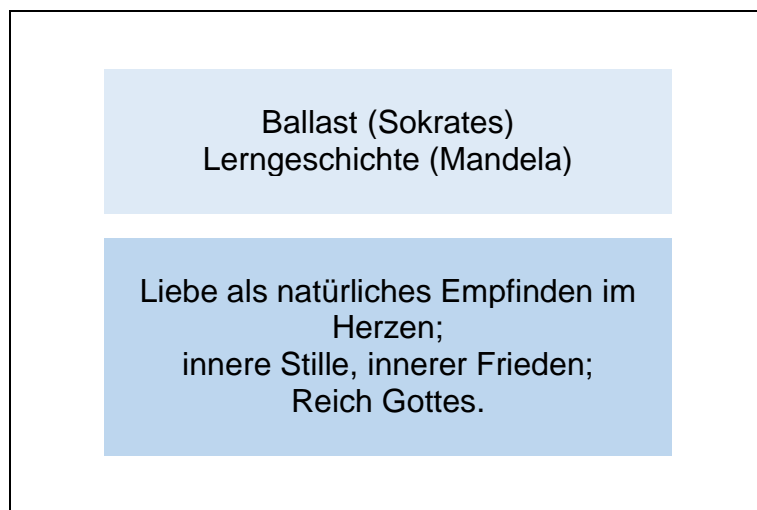 Ballast (Sokrates)
Lerngeschichte (Mandela)
Liebe als natürliches Empfinden im
Herzen;
innere Stille, innerer Frieden;
Reich Gottes.